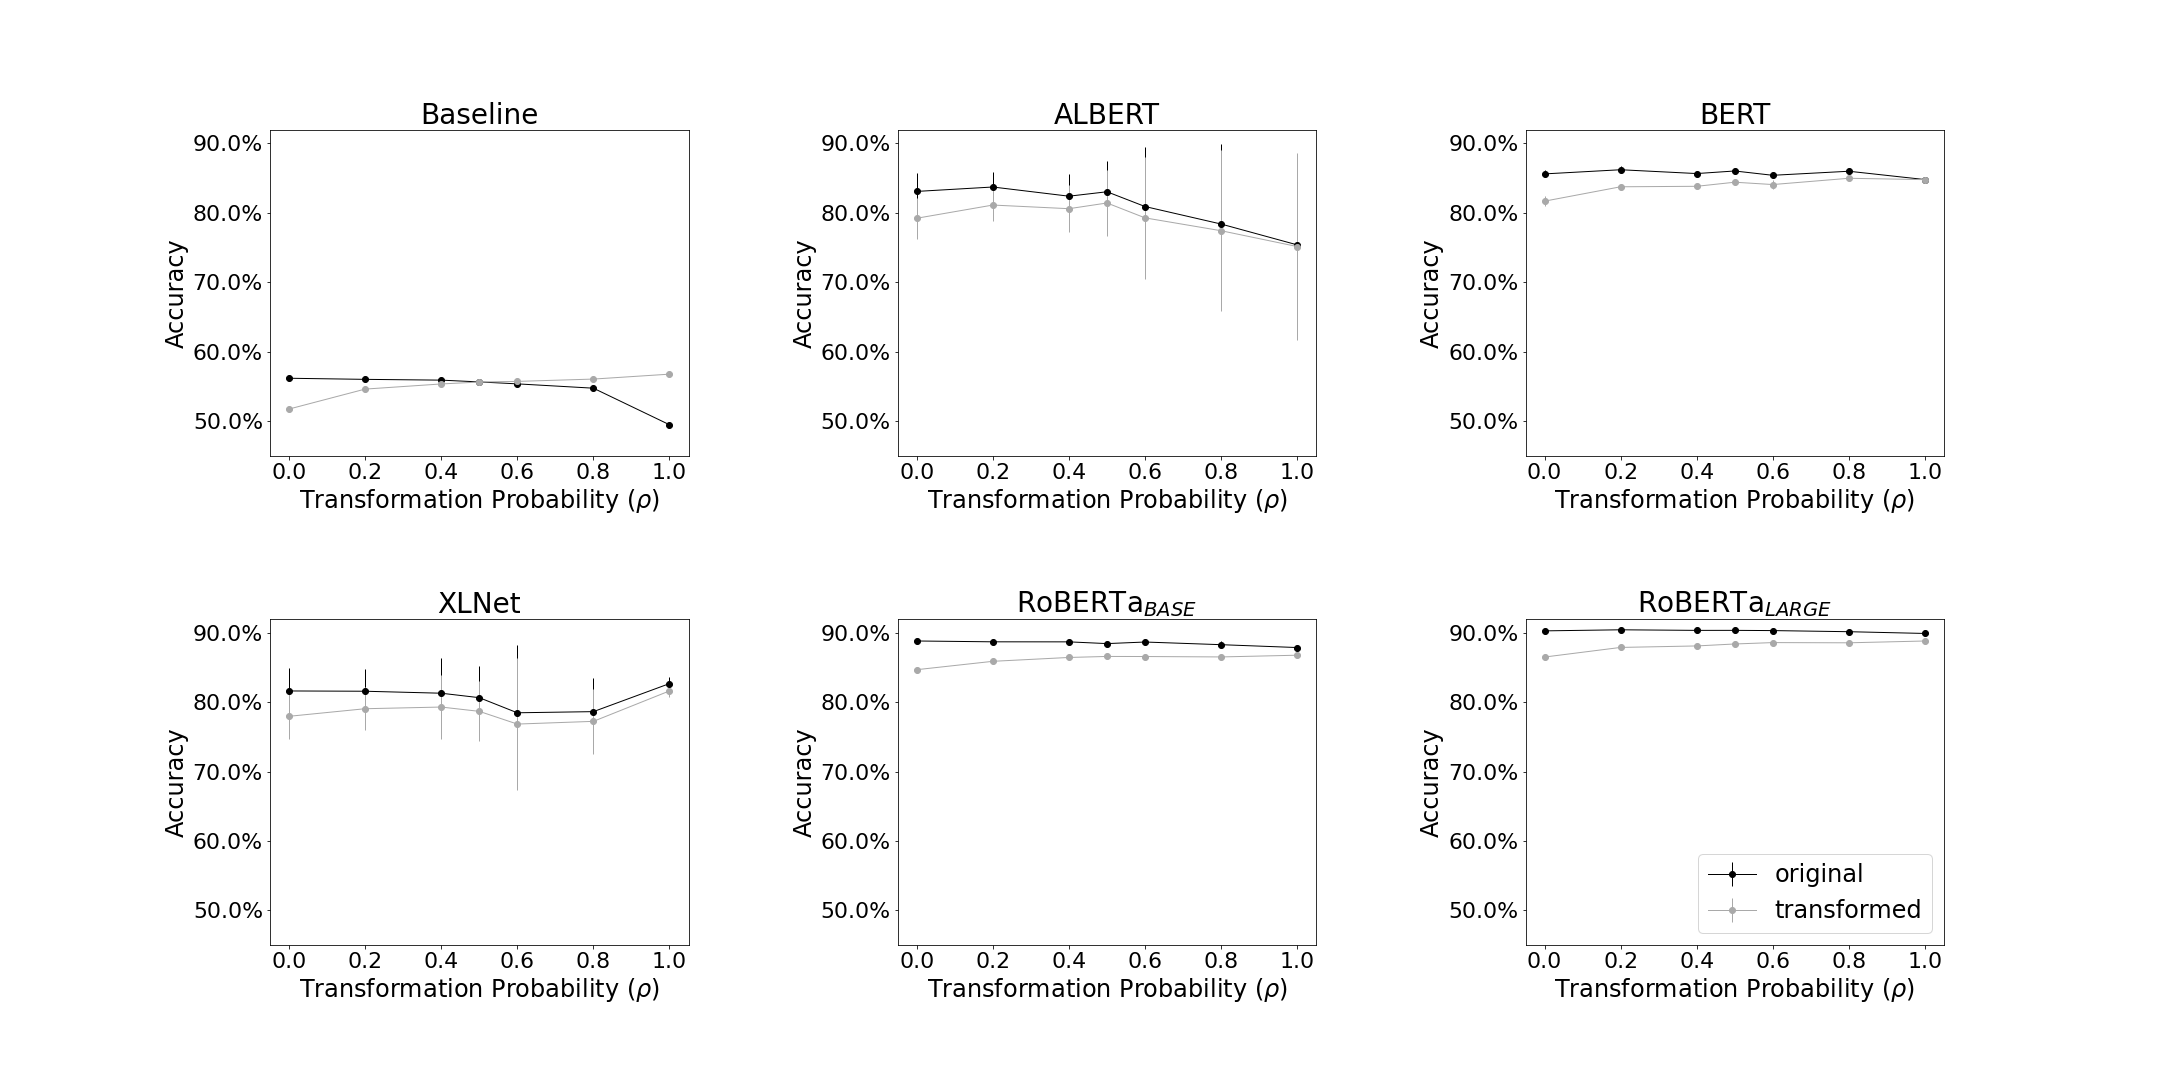 Baseline
90.0%
80.0%
70.0%
60.0%
50.0%
Accuracy
0.0 0.2 0.4 0.6 0.8 1.0
Transformation Probability (ρ)
ALBERT
90.0%
80.0%
70.0%
60.0%
50.0%
Accuracy
0.0 0.2 0.4 0.6 0.8 1.0
Transformation Probability (ρ)
BERT
90.0%
80.0%
70.0%
60.0%
50.0%
Accuracy
0.0 0.2 0.4 0.6 0.8 1.0
Transformation Probability (ρ)
XLNet
90.0%
80.0%
70.0%
60.0%
50.0%
Accuracy
0.0 0.2 0.4 0.6 0.8 1.0
Transformation Probability (ρ)
RoBERTaBASE
90.0%
80.0%
70.0%
60.0%
50.0%
Accuracy
0.0 0.2 0.4 0.6 0.8 1.0
Transformation Probability (ρ)
RoBERTaLARGE
90.0%
80.0%
70.0%
60.0%
50.0%
Accuracy
original
transformed
0.0 0.2 0.4 0.6 0.8 1.0
Transformation Probability (ρ)